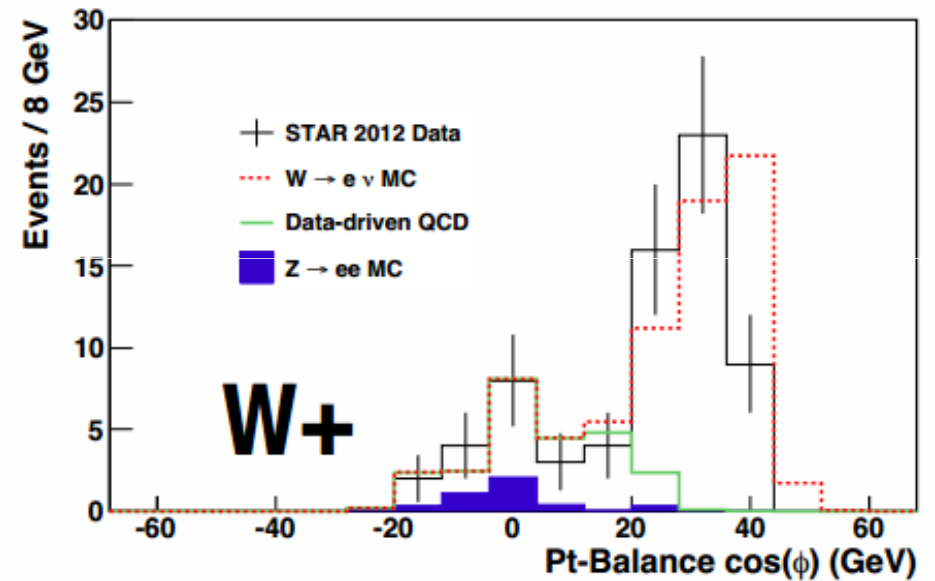 Events / 8 GeV
30
25
20
15
10
5
0
STAR 2012 Data
W → e ν MC
Data-driven QCD
Z → ee MC
W+
-60 -40 -20 0 20 40 60
Pt-Balance cos(ϕ) (GeV)